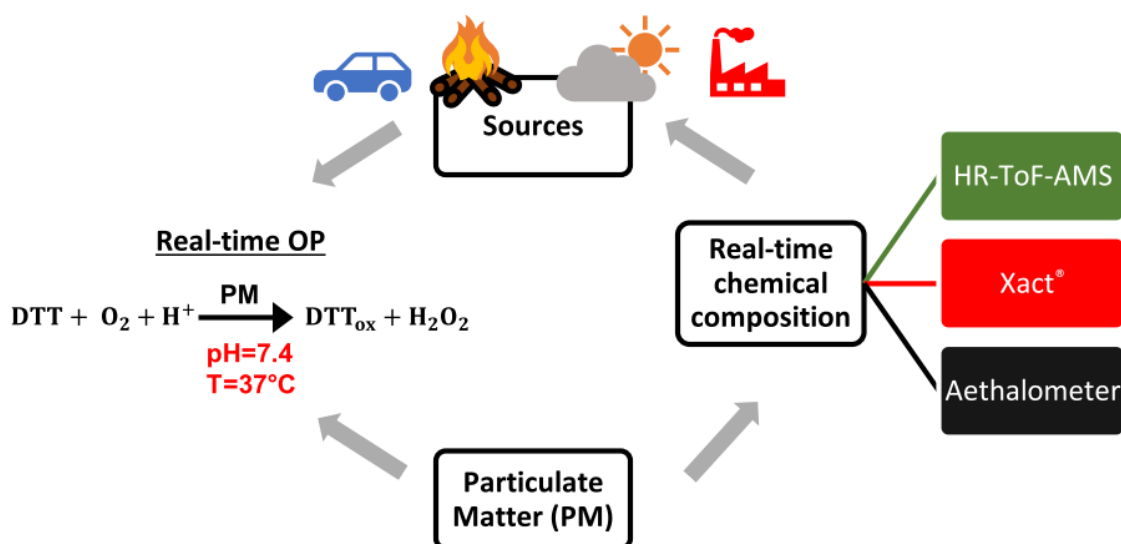 Sources
Real-time OP
PM
DTT + O₂ + H⁺ DTTₒₓ + H₂O₂
pH=7.4
T=37°C
Real-time
chemical
composition
HR-ToF-AMS
Xact®
Aethalometer
Particulate
Matter (PM)